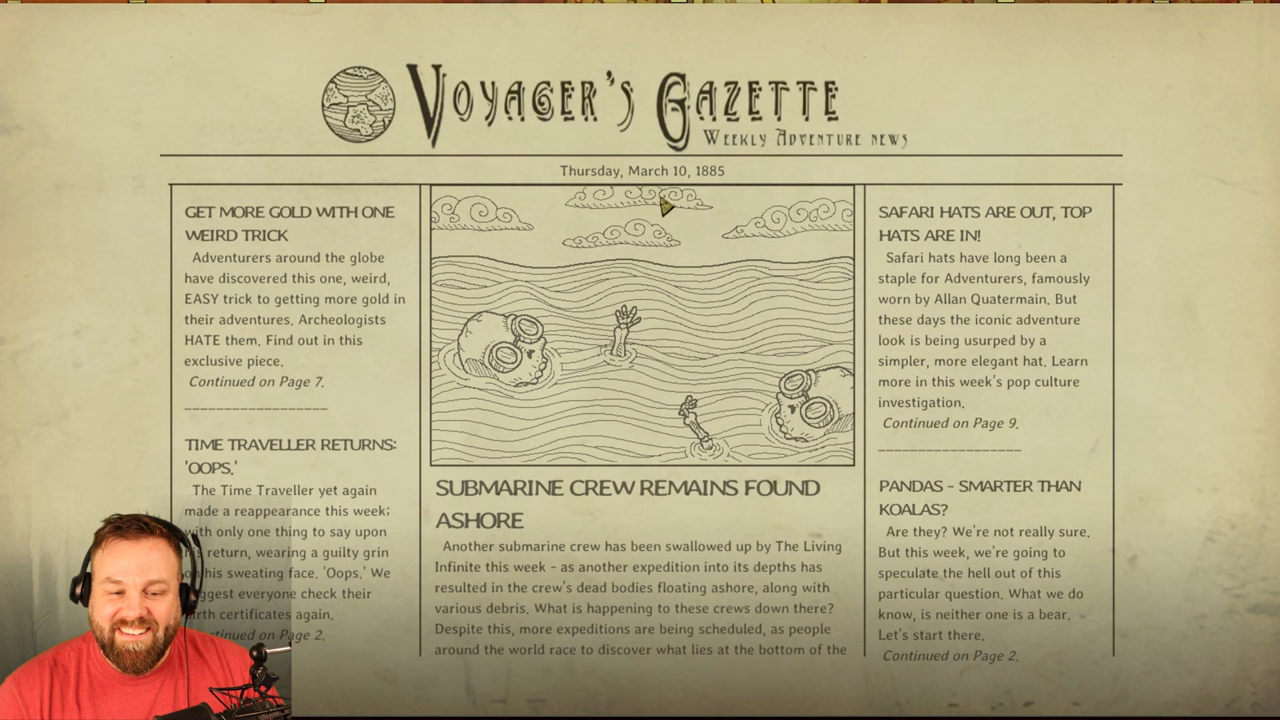 VOYAGER'S GAZETTE
WEEKLY ADVENTURE NEWS
Thursday, March 10, 1885
GET MORE GOLD WITH ONE
WEIRD TRICK
Adventurers around the globe
have discovered this one, weird,
EASY trick to getting more gold in
their adventures. Archeologists
HATE them. Find out in this
exclusive piece.
Continued on Page 7.
TIME TRAVELLER RETURNS:
'OOPS.'
The Time Traveller yet again
made a reappearance this week;
with only one thing to say upon
his return, wearing a guilty grin
on his sweating face. 'Oops.' We
suggest everyone check their
birth certificates again.
Continued on Page 2.
SUBMARINE CREW REMAINS FOUND
ASHORE
Another submarine crew has been swallowed up by The Living
Infinite this week - as another expedition into its depths has
resulted in the crew's dead bodies floating ashore, along with
various debris. What is happening to these crews down there?
Despite this, more expeditions are being scheduled, as people
around the world race to discover what lies at the bottom of the
SAFARI HATS ARE OUT, TOP
HATS ARE IN!
Safari hats have long been a
staple for Adventurers, famously
worn by Allan Quatermain. But
these days the iconic adventure
look is being usurped by a
simpler, more elegant hat. Learn
more in this week's pop culture
investigation.
Continued on Page 9.
PANDAS - SMARTER THAN
KOALAS?
Are they? We're not really sure.
But this week, we're going to
speculate the hell out of this
particular question. What we do
know, is neither one is a bear.
Let's start there.
Continued on Page 2.